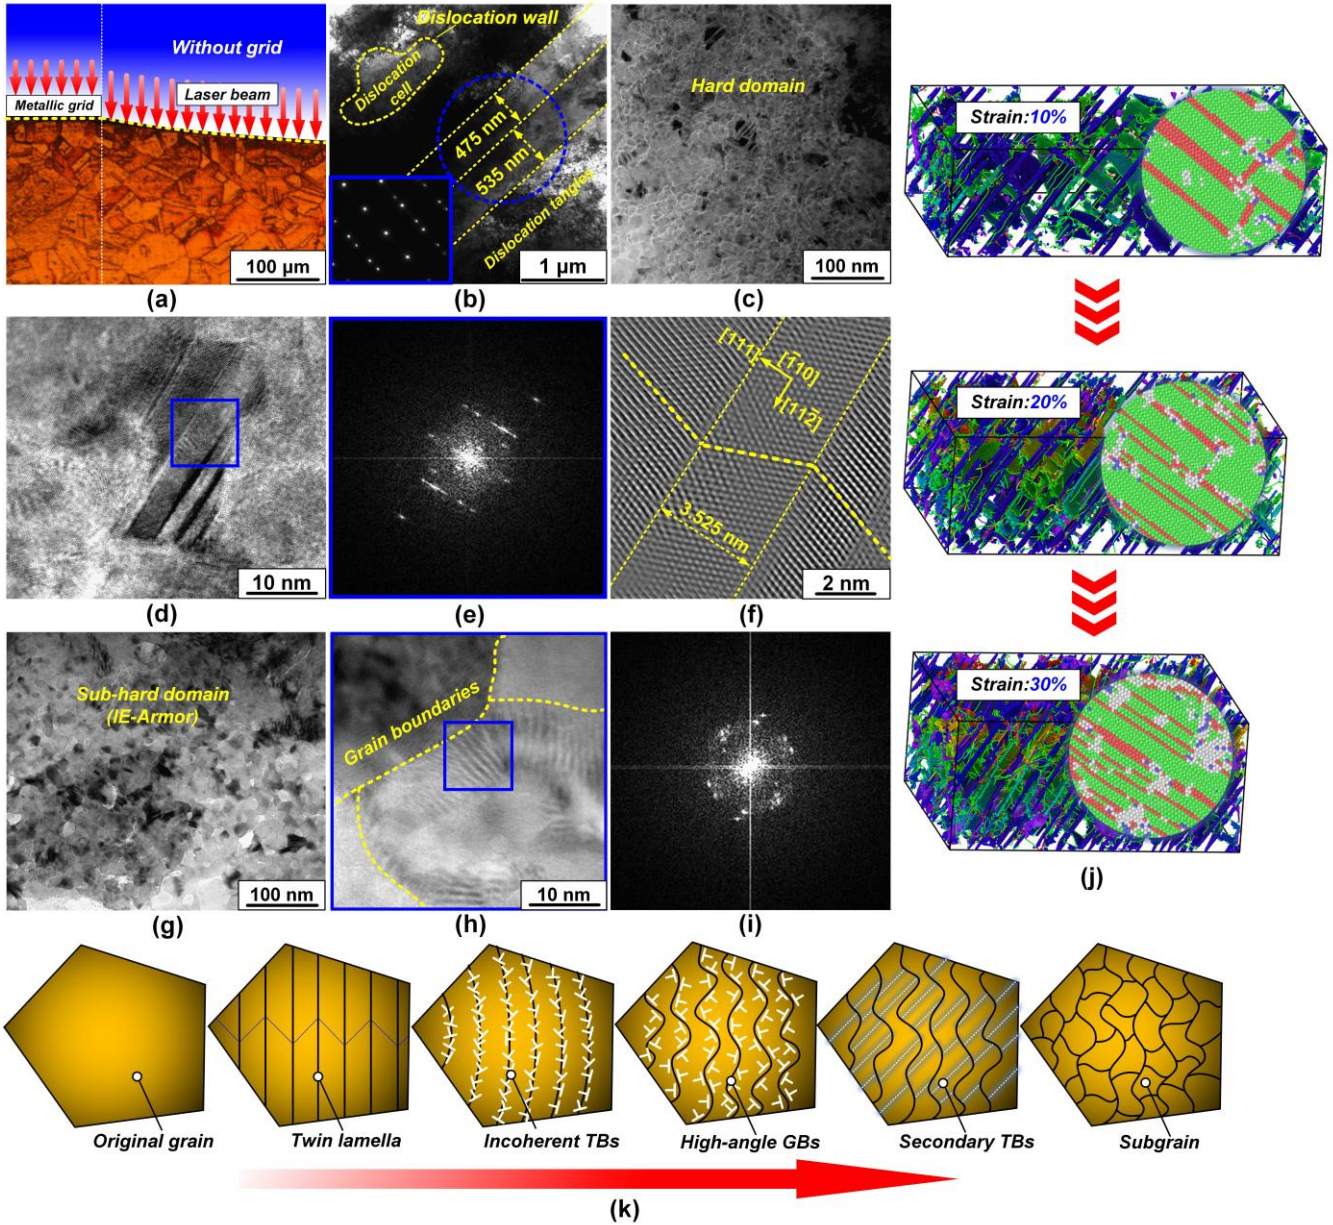 Without grid
Metallic grid
Laser beam
100 µm
(a)
Dislocation wall
Dislocation
cell
475 nm
535 nm
Dislocation tangles
1 µm
(b)
Hard domain
100 nm
(c)
10 nm
(d)
(e)
[111]
[1̄10]
[112̄]
3.525 nm
2 nm
(f)
Sub-hard domain
(IE-Armor)
100 nm
(g)
Grain boundaries
10 nm
(h)
(i)
Strain:10%
Strain:20%
Strain:30%
(j)
Original grain
Twin lamella
Incoherent TBs
High-angle GBs
Secondary TBs
Subgrain
(k)